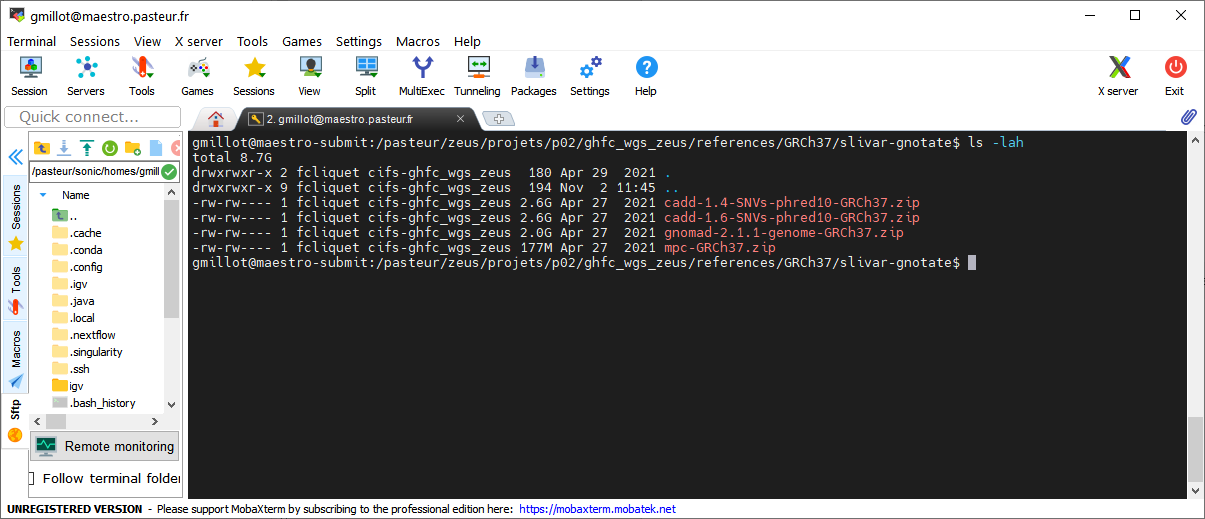 gmillot@maestro.pasteur.fr
Terminal Sessions View X server Tools Games Settings Macros Help
Session Servers Tools Games Sessions View Split MultiExec Tunneling Packages Settings Help X server Exit
Quick connect...
2. gmillot@maestro.pasteur.fr
/pasteur/sonic/homes/gmill
Name
..
.cache
.conda
.config
.igv
.java
.local
.nextflow
.singularity
.ssh
igv
.bash_history
Sessions
Tools
Macros
Sftp
Remote monitoring
Follow terminal folder
gmillot@maestro-submit:/pasteur/zeus/projets/p02/ghfc_wgs_zeus/references/GRCh37/slivar-gnotate$ ls -lah
total 8.7G
drwxrwxr-x 2 fcliquet cifs-ghfc_wgs_zeus  180 Apr 29  2021 .
drwxrwxr-x 9 fcliquet cifs-ghfc_wgs_zeus  194 Nov  2 11:45 ..
-rw-rw---- 1 fcliquet cifs-ghfc_wgs_zeus 2.6G Apr 27  2021 cadd-1.4-SNVs-phred10-GRCh37.zip
-rw-rw---- 1 fcliquet cifs-ghfc_wgs_zeus 2.6G Apr 27  2021 cadd-1.6-SNVs-phred10-GRCh37.zip
-rw-rw---- 1 fcliquet cifs-ghfc_wgs_zeus 2.0G Apr 27  2021 gnomad-2.1.1-genome-GRCh37.zip
-rw-rw---- 1 fcliquet cifs-ghfc_wgs_zeus 177M Apr 27  2021 mpc-GRCh37.zip
gmillot@maestro-submit:/pasteur/zeus/projets/p02/ghfc_wgs_zeus/references/GRCh37/slivar-gnotate$
UNREGISTERED VERSION - Please support MobaXterm by subscribing to the professional edition here: https://mobaxterm.mobatek.net